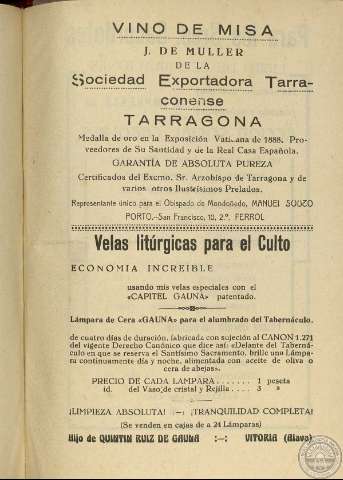 VINO DE MISA
J. DE MULLER
DE LA
Sociedad Exportadora Tarra-
conense
TARRAGONA
Medalla de oro en la Exposición Vaticana de 1888. Pro-
veedores de Su Santidad y de la Real Casa Española.
GARANTÍA DE ABSOLUTA PUREZA
Certificados del Excmo. Sr. Arzobispo de Tarragona y de
varios otros Ilustrísimos Prelados.
Representante único para el Obispado de Mondoñedo, MANUEL SOUZO
PORTO.-San Francisco, 10, 2.º, FERROL
Velas litúrgicas para el Culto
ECONOMIA INCREIBLE
usando mis velas especiales con el
«CAPITEL GAUNA» patentado.
Lámpara de Cera «GAUNA» para el alumbrado del Tabernáculo.
de cuatro días de duración, fabricada con sujeción al CANON 1.271
del vigente Derecho Canónico que dice así: «Delante del Taberná-
culo en que se reserva el Santísimo Sacramento, brille una Lámpa-
ra continuamente día y noche, alimentada con aceite de oliva o
cera de abejas».
PRECIO DE CADA LAMPARA....... 1 peseta
íd. del Vaso de cristal y Rejilla.... 3 »
¡LIMPIEZA ABSOLUTA! :—: ¡TRANQUILIDAD COMPLETA!
(Se venden en cajas de a 24 Lámparas)
Hijo de QUINTIN RUIZ DE GAUNA :—: VITORIA (Alava)